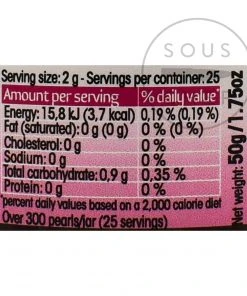 SOUS
Serving size: 2 g - Servings per container: 25
Amount per serving % daily value*
Energy: 15,8 kJ (3,7 kcal) 0,19 % (0,19 %)
Fat (saturated): 0 g (0 g) 0 % (0 %)
Cholesterol: 0 g 0 %
Sodium: 0 g 0 %
Total carbohydrate: 0,9 g 0,35 %
Protein: 0 g 0 %
*percent daily values based on a 2,000 calorie diet
Over 300 pearls/jar (25 servings)
Net weight: 50g / 1.75oz